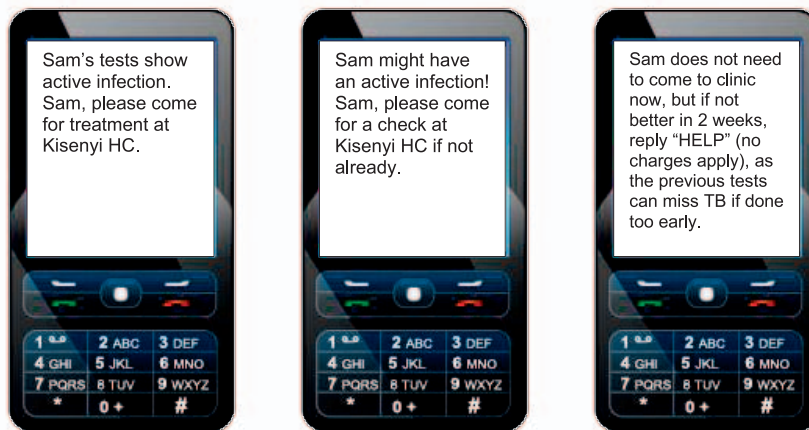 Sam's tests show
active infection.
Sam, please come
for treatment at
Kisenyi HC.
Sam might have
an active infection!
Sam, please come
for a check at
Kisenyi HC if not
already.
Sam does not need
to come to clinic
now, but if not
better in 2 weeks,
reply “HELP” (no
charges apply), as
the previous tests
can miss TB if done
too early.
1
2 ABC
3 DEF
4 GHI
5 JKL
6 MNO
7 PQRS
8 TUV
9 WXYZ
*
0 +
#
1
2 ABC
3 DEF
4 GHI
5 JKL
6 MNO
7 PQRS
8 TUV
9 WXYZ
*
0 +
#
1
2 ABC
3 DEF
4 GHI
5 JKL
6 MNO
7 PQRS
8 TUV
9 WXYZ
*
0 +
#